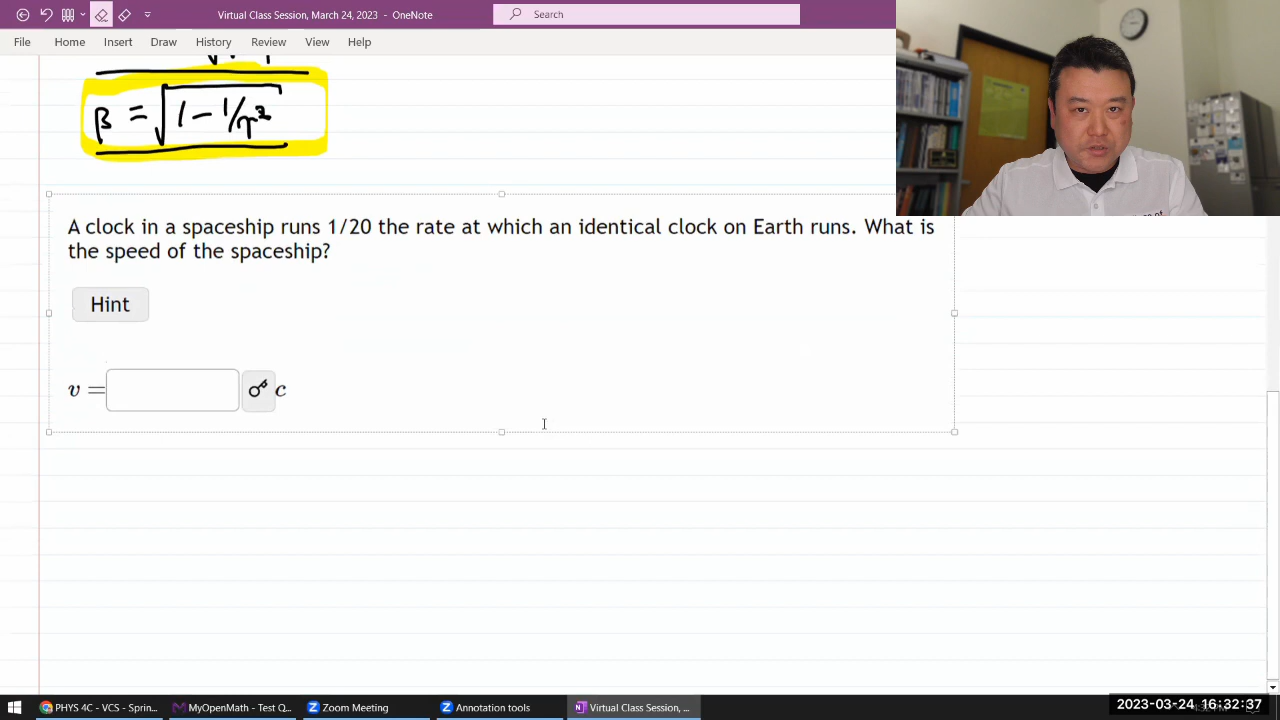 Virtual Class Session, March 24, 2023 - OneNote
Search
File Home Insert Draw History Review View Help
β = √1 - 1/γ²
A clock in a spaceship runs 1/20 the rate at which an identical clock on Earth runs. What is
the speed of the spaceship?
Hint
v = c
PHYS 4C - VCS - Sprin...
MyOpenMath - Test Q...
Zoom Meeting
Annotation tools
Virtual Class Session, ...
2023-03-24 16:32:37